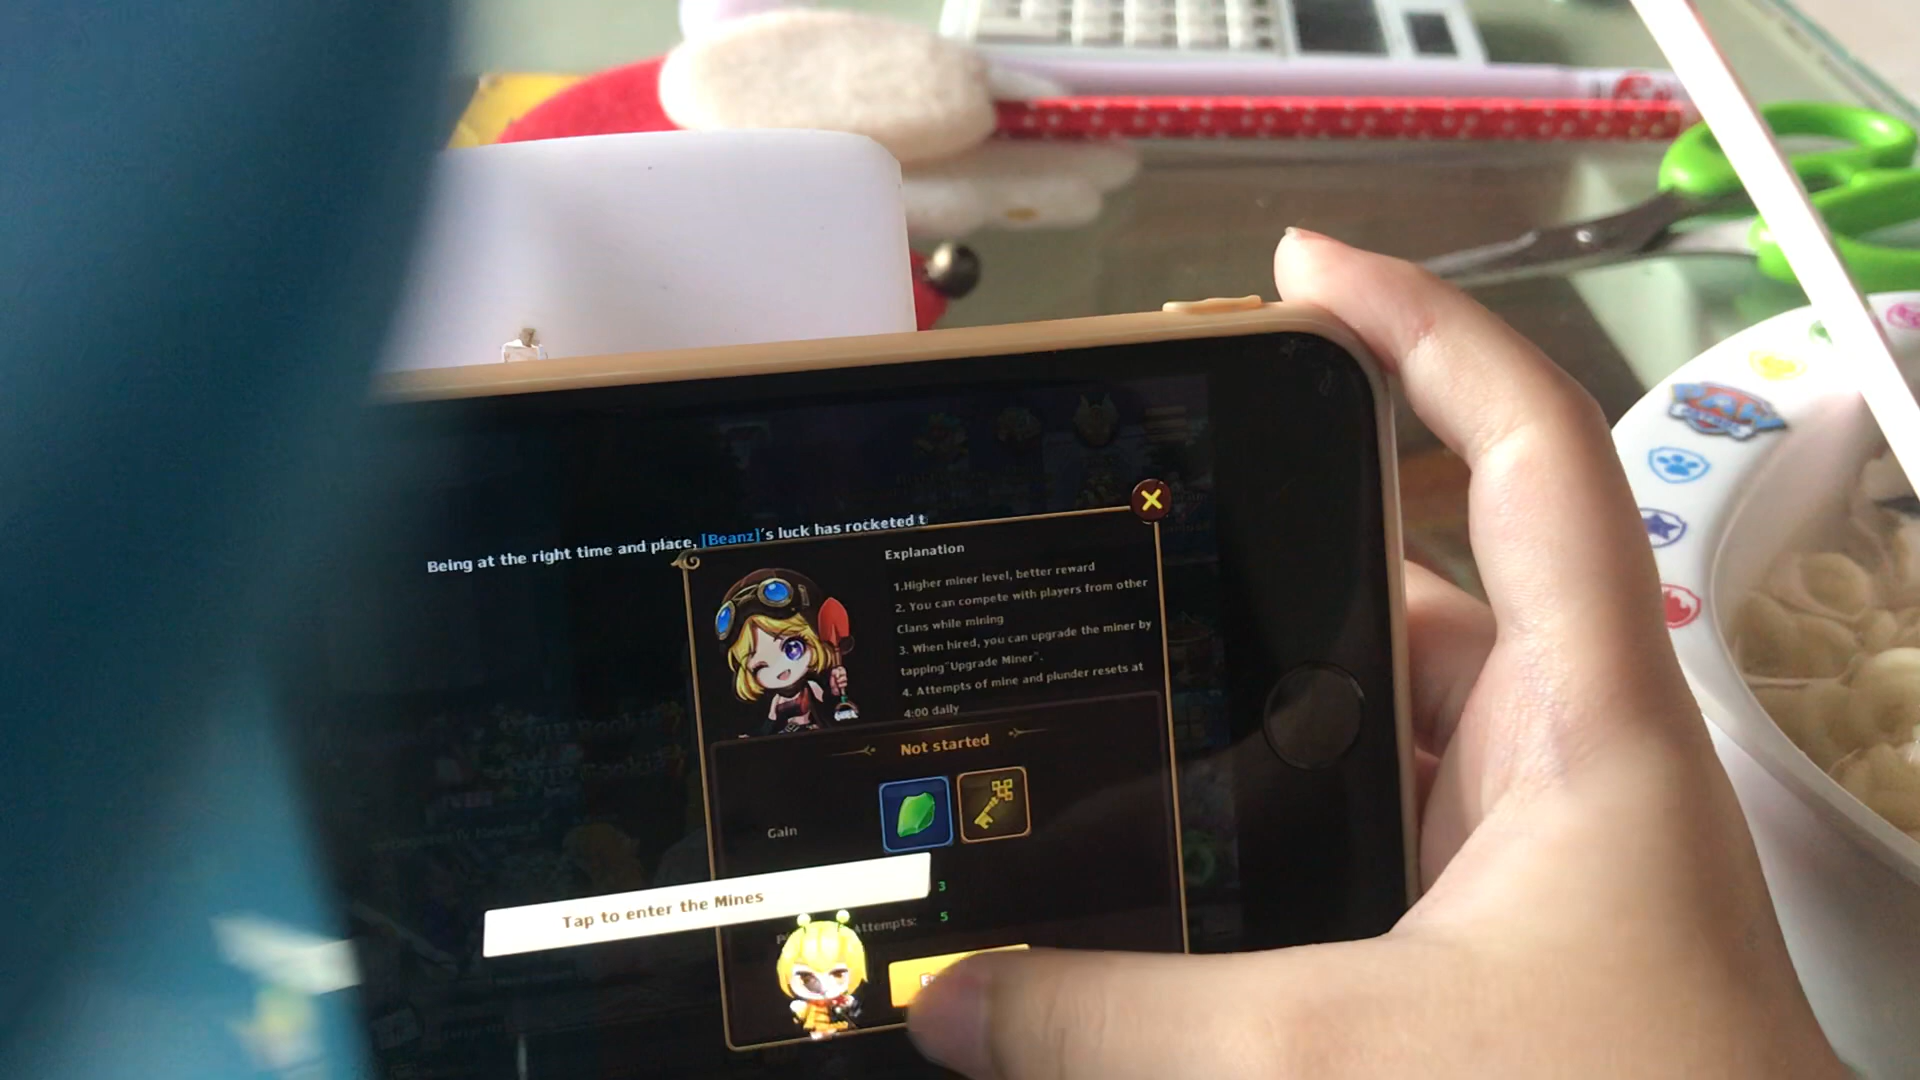 PAW
Being at the right time and place, [Beanz]'s luck has rocketed t
Explanation
1.Higher miner level, better reward
2. You can compete with players from other
Clans while mining
3. When hired, you can upgrade the miner by
tapping"Upgrade Miner".
4. Attempts of mine and plunder resets at
4:00 daily
Not started
Gain
3
Tap to enter the Mines
Attempts:
5